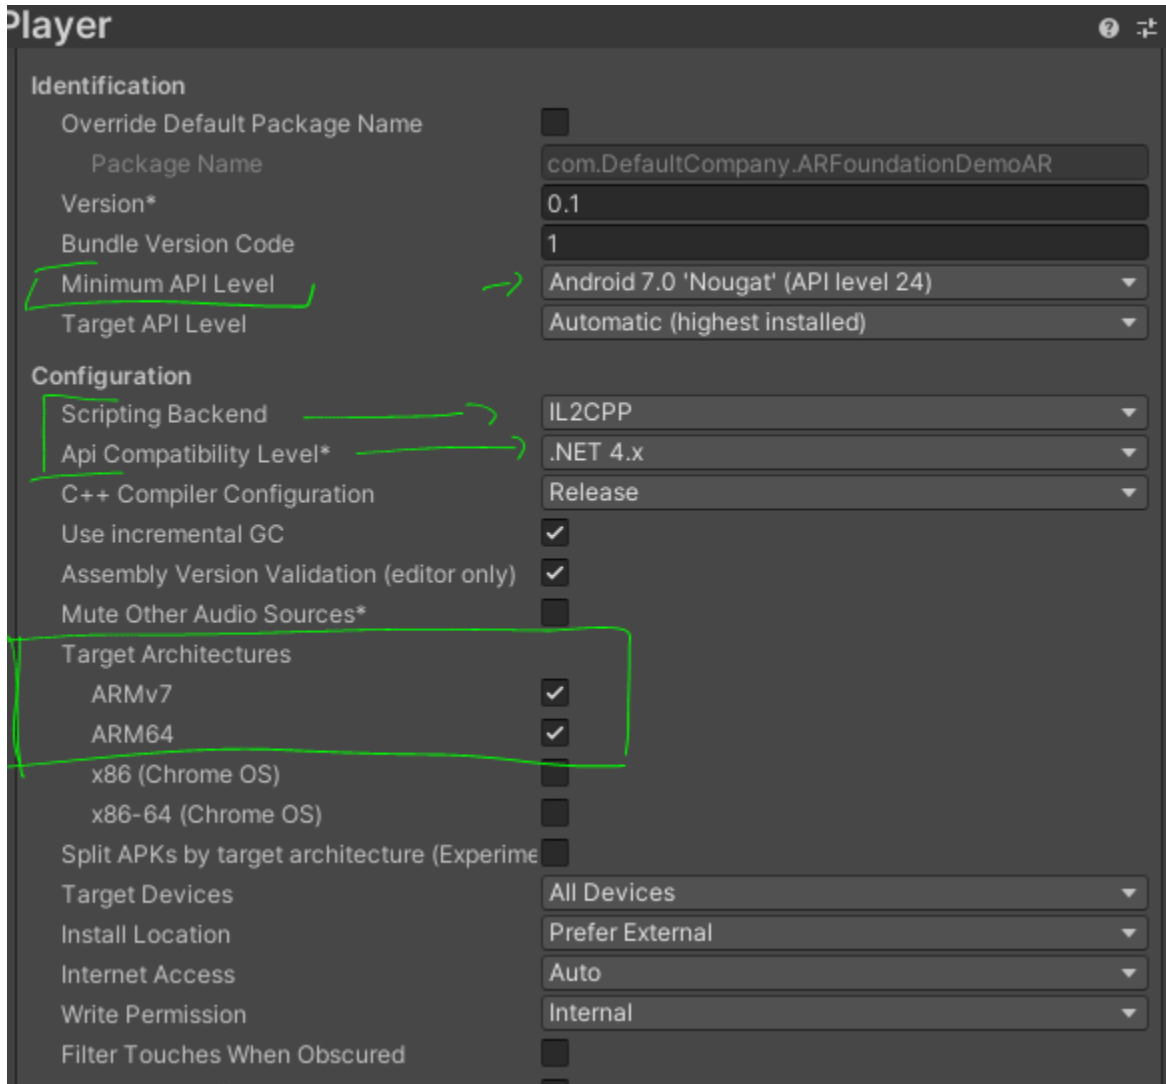 Player
Identification
Override Default Package Name
Package Name com.DefaultCompany.ARFoundationDemoAR
Version* 0.1
Bundle Version Code 1
Minimum API Level Android 7.0 'Nougat' (API level 24)
Target API Level Automatic (highest installed)
Configuration
Scripting Backend IL2CPP
Api Compatibility Level* .NET 4.x
C++ Compiler Configuration Release
Use incremental GC
Assembly Version Validation (editor only)
Mute Other Audio Sources*
Target Architectures
ARMv7
ARM64
x86 (Chrome OS)
x86-64 (Chrome OS)
Split APKs by target architecture (Experime
Target Devices All Devices
Install Location Prefer External
Internet Access Auto
Write Permission Internal
Filter Touches When Obscured